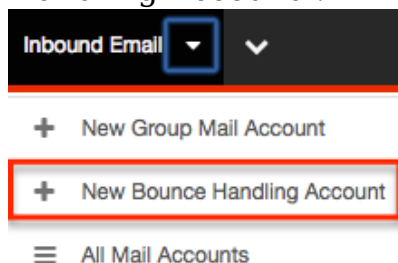 Inbound Email
New Group Mail Account
New Bounce Handling Account
All Mail Accounts